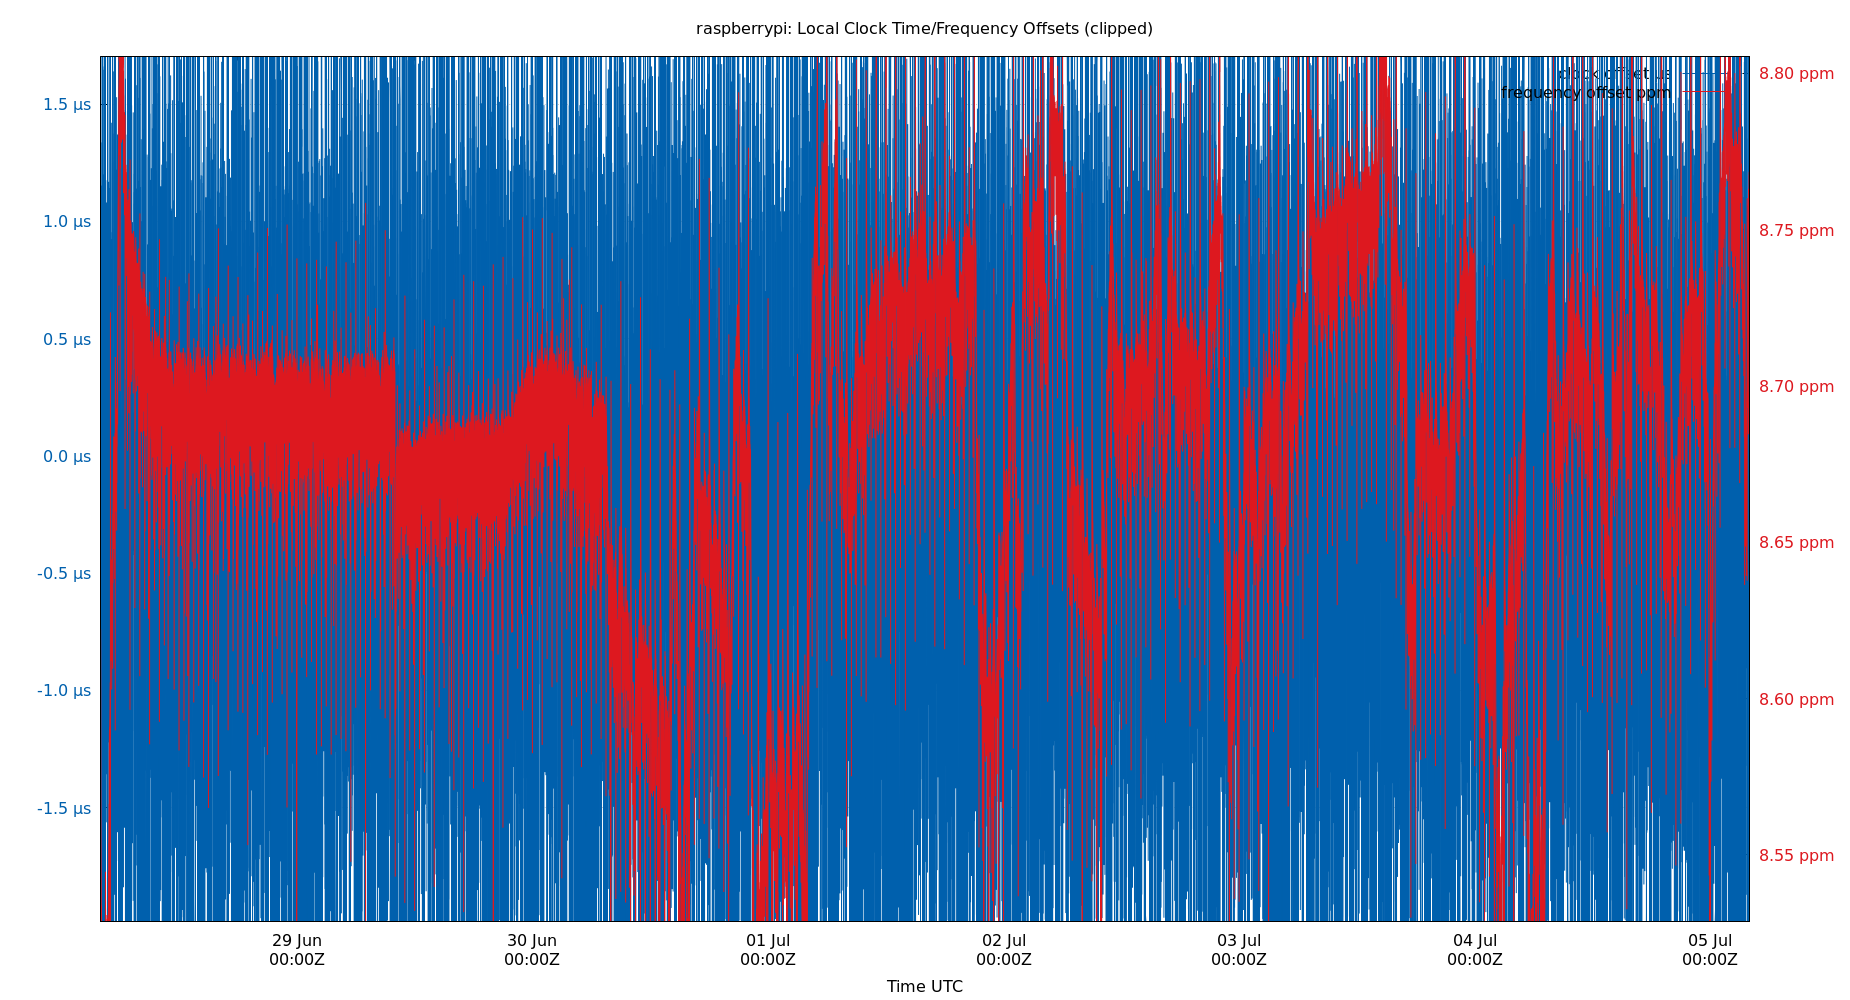 raspberrypi: Local Clock Time/Frequency Offsets (clipped)
clock offset µs
frequency offset ppm
1.5 µs
1.0 µs
0.5 µs
0.0 µs
-0.5 µs
-1.0 µs
-1.5 µs
8.80 ppm
8.75 ppm
8.70 ppm
8.65 ppm
8.60 ppm
8.55 ppm
29 Jun 30 Jun 01 Jul 02 Jul 03 Jul 04 Jul 05 Jul
00:00Z 00:00Z 00:00Z 00:00Z 00:00Z 00:00Z 00:00Z
Time UTC